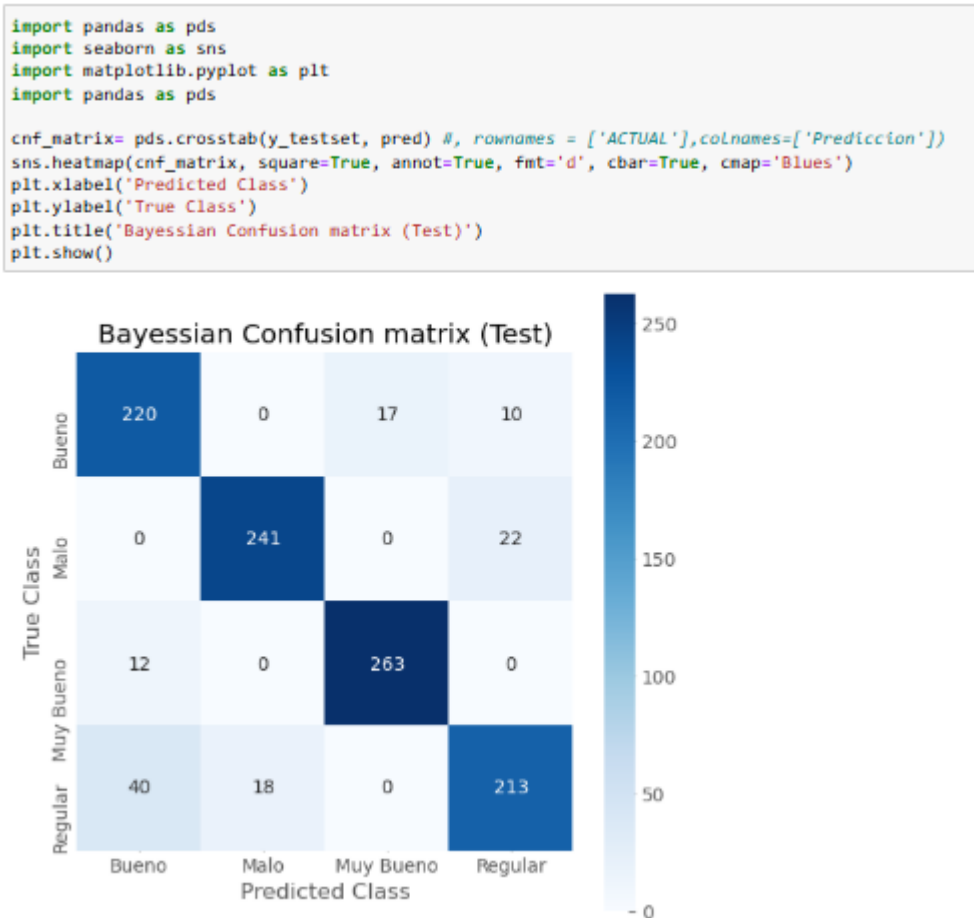 import pandas as pds
import seaborn as sns
import matplotlib.pyplot as plt
import pandas as pds
cnf_matrix= pds.crosstab(y_testset, pred) #, rownames = ['ACTUAL'],colnames=['Prediccion'])
sns.heatmap(cnf_matrix, square=True, annot=True, fmt='d', cbar=True, cmap='Blues')
plt.xlabel('Predicted Class')
plt.ylabel('True Class')
plt.title('Bayessian Confusion matrix (Test)')
plt.show()
Bayessian Confusion matrix (Test)
True Class
Bueno 220 0 17 10
Malo 0 241 0 22
Muy Bueno 12 0 263 0
Regular 40 18 0 213
Bueno Malo Muy Bueno Regular
Predicted Class
250
200
150
100
50
0